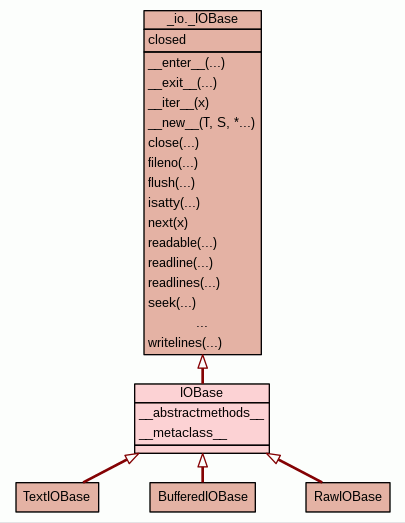 _io._IOBase
closed
__enter__(...)
__exit__(...)
__iter__(x)
__new__(T, S, *...)
close(...)
fileno(...)
flush(...)
isatty(...)
next(x)
readable(...)
readline(...)
readlines(...)
seek(...)
...
writelines(...)
IOBase
__abstractmethods__
__metaclass__
TextIOBase
BufferedIOBase
RawIOBase